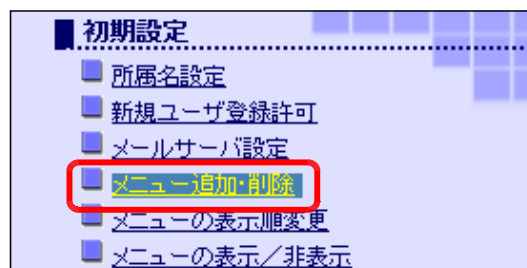 初期設定
所属名設定
新規ユーザ登録許可
メールサーバ設定
メニュー追加・削除
メニューの表示順変更
メニューの表示／非表示